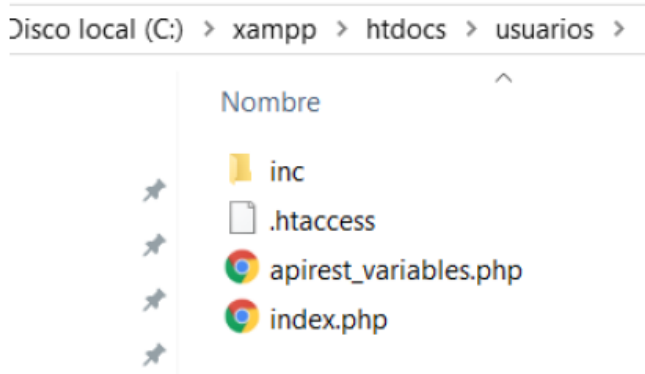 Disco local (C:) > xampp > htdocs > usuarios >
Nombre
inc
.htaccess
apirest_variables.php
index.php